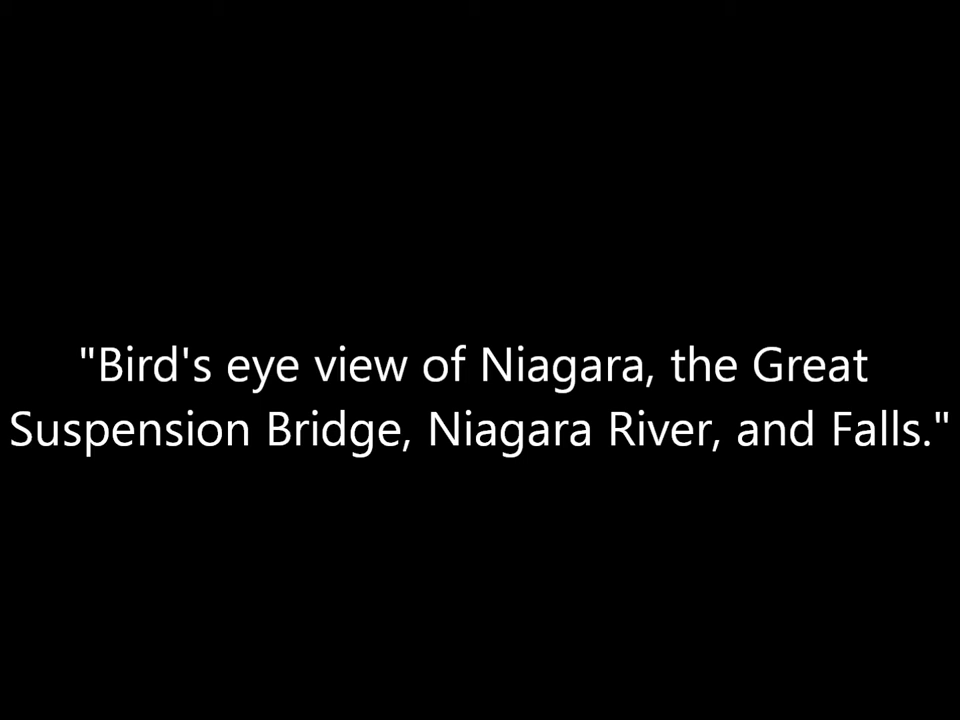 "Bird's eye view of Niagara, the Great
Suspension Bridge, Niagara River, and Falls."